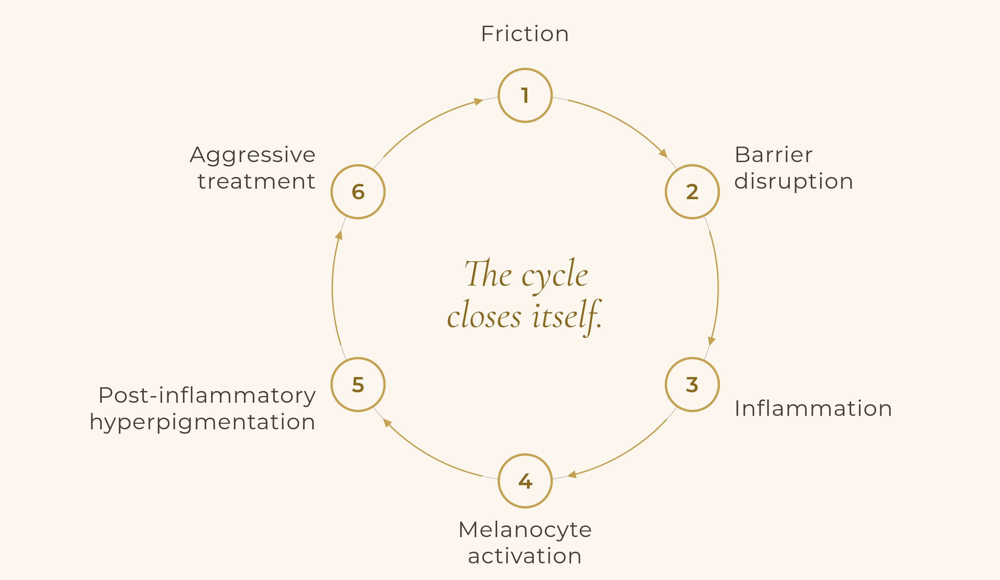 Friction
1
Barrier
disruption
2
Inflammation
3
4
Melanocyte
activation
5
Post-inflammatory
hyperpigmentation
6
Aggressive
treatment
The cycle
closes itself.